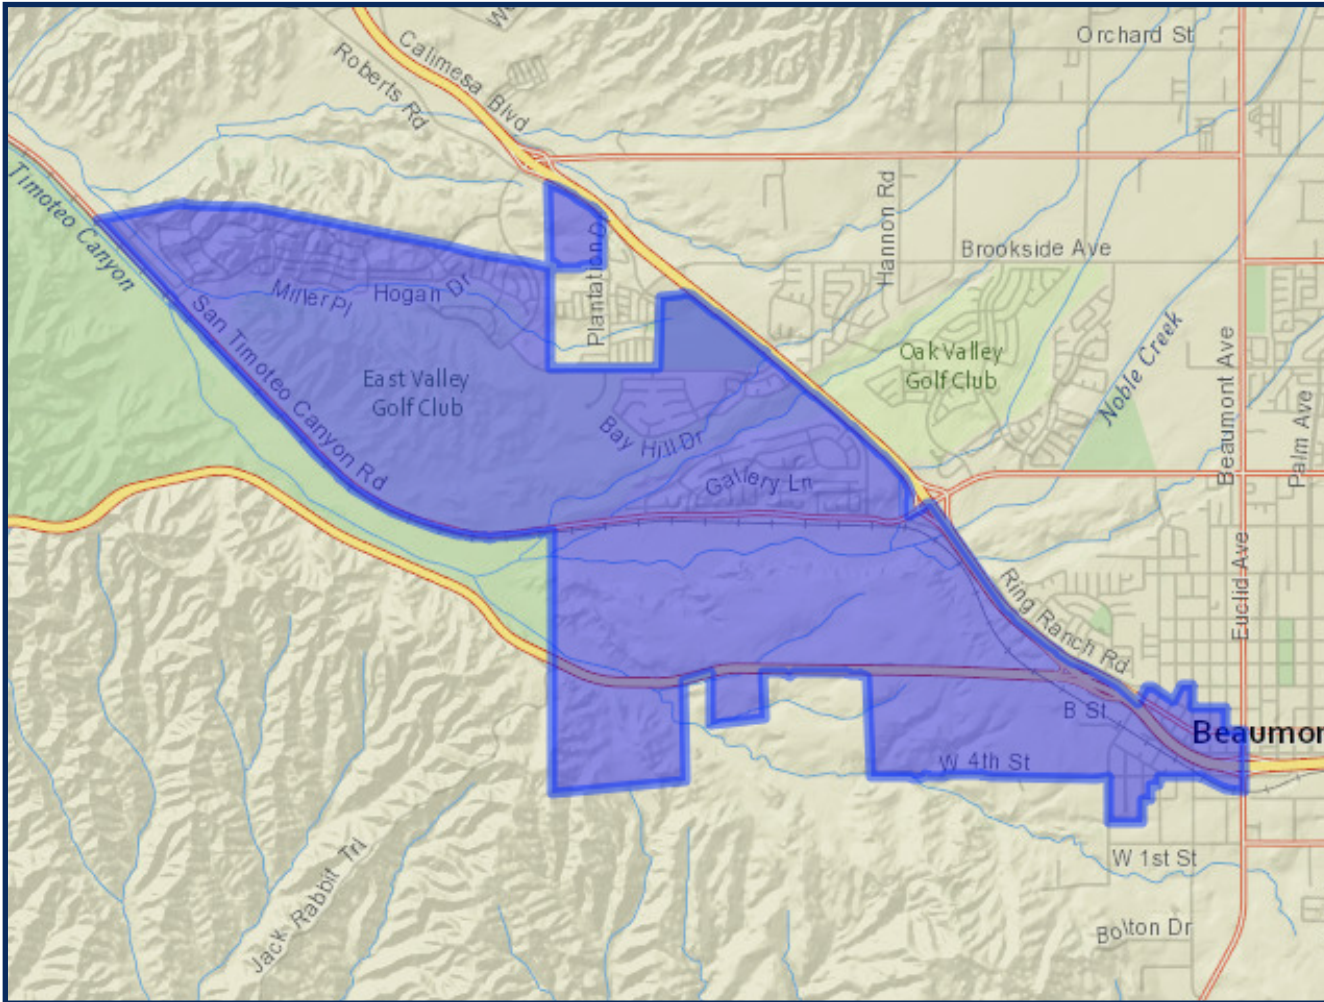 Orchard St
Calimesa Blvd
Roberts Rd
Timoteo Canyon
Hannon Rd
Brookside Ave
Plantation Dr
Miller Pl
Hogan Dr
San Timoteo Canyon Rd
East Valley
Golf Club
Oak Valley
Golf Club
Noble Creek
Beaumont Ave
Palm Ave
Bay Hill Dr
Gallery Ln
Euclid Ave
Ring Ranch Rd
B St
Beaumon
W 4th St
W 1st St
Jack Rabbit Trl
Bolton Dr